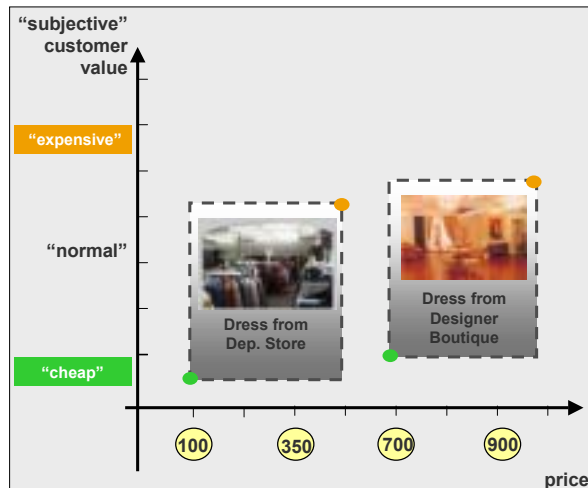 “subjective”
customer
value
“expensive”
“normal”
“cheap”
Dress from
Dep. Store
Dress from
Designer
Boutique
100
350
700
900
price